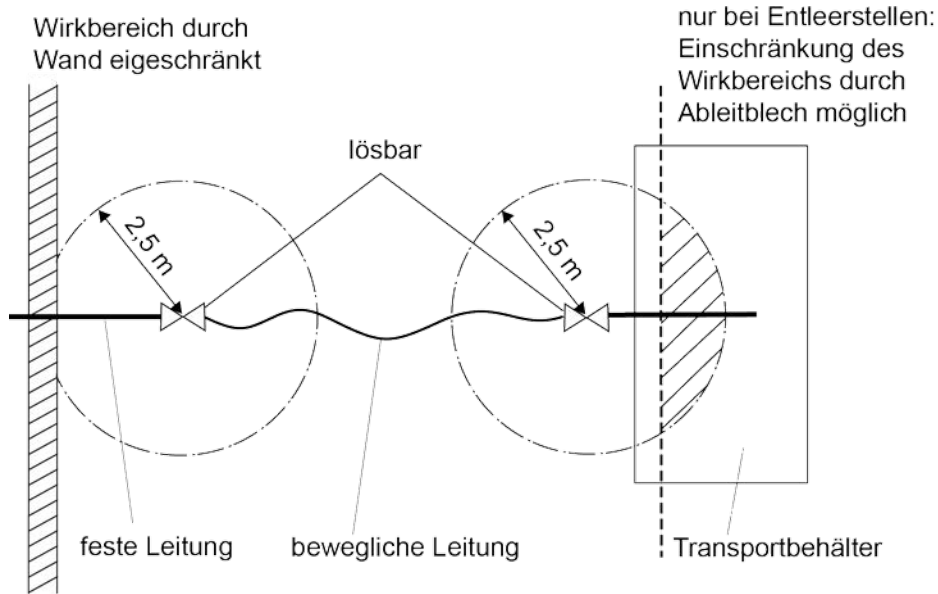 Wirkbereich durch
Wand eigeschränkt
nur bei Entleerstellen:
Einschränkung des
Wirkbereichs durch
Ableitblech möglich
lösbar
2,5 m
2,5 m
feste Leitung
bewegliche Leitung
Transportbehälter